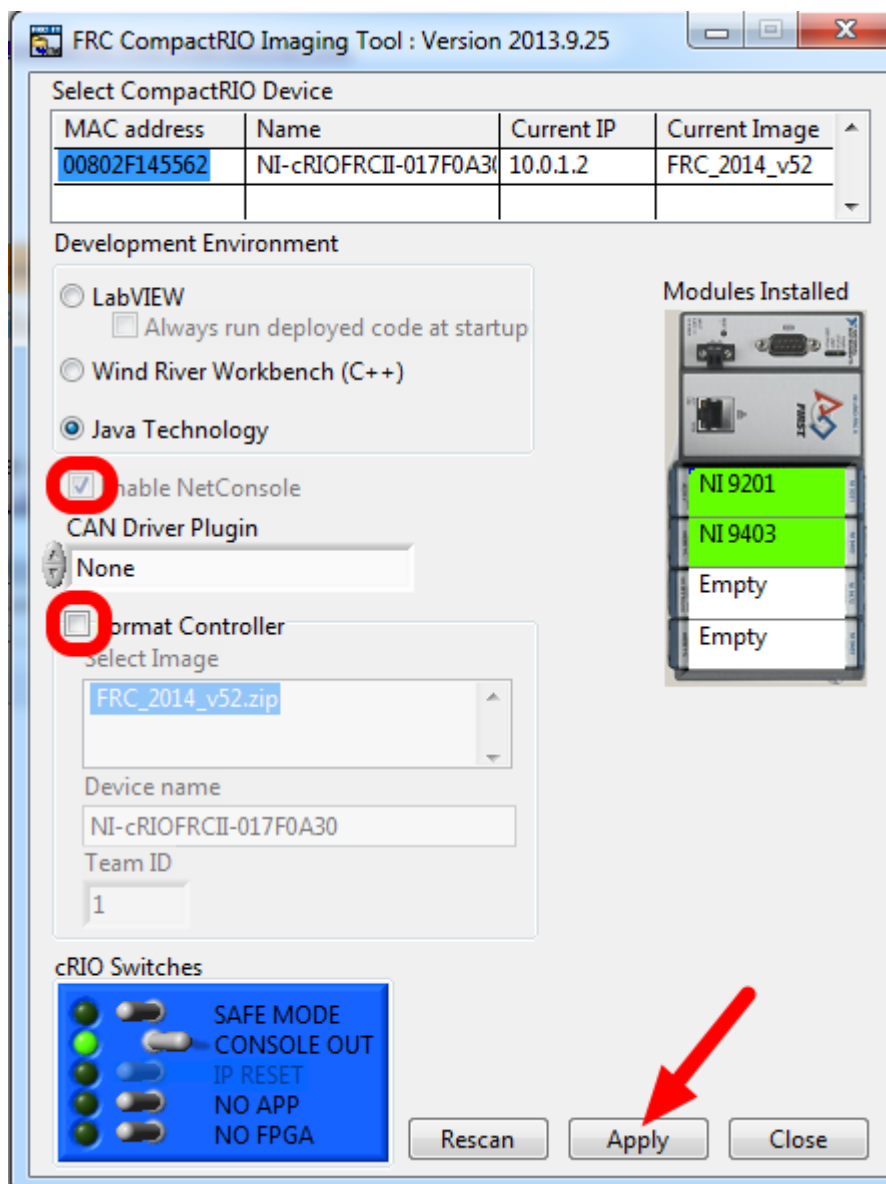 FRC CompactRIO Imaging Tool : Version 2013.9.25
Select CompactRIO Device
MAC address Name Current IP Current Image
00802F145562 NI-cRIOFRCII-017F0A3( 10.0.1.2 FRC_2014_v52
Development Environment
LabVIEW
Always run deployed code at startup
Wind River Workbench (C++)
Java Technology
Modules Installed
FIRST
NI 9201
NI 9403
Empty
Empty
nable NetConsole
CAN Driver Plugin
None
ormat Controller
Select Image
FRC_2014_v52.zip
Device name
NI-cRIOFRCII-017F0A30
Team ID
1
cRIO Switches
SAFE MODE
CONSOLE OUT
IP RESET
NO APP
NO FPGA
Rescan Apply Close